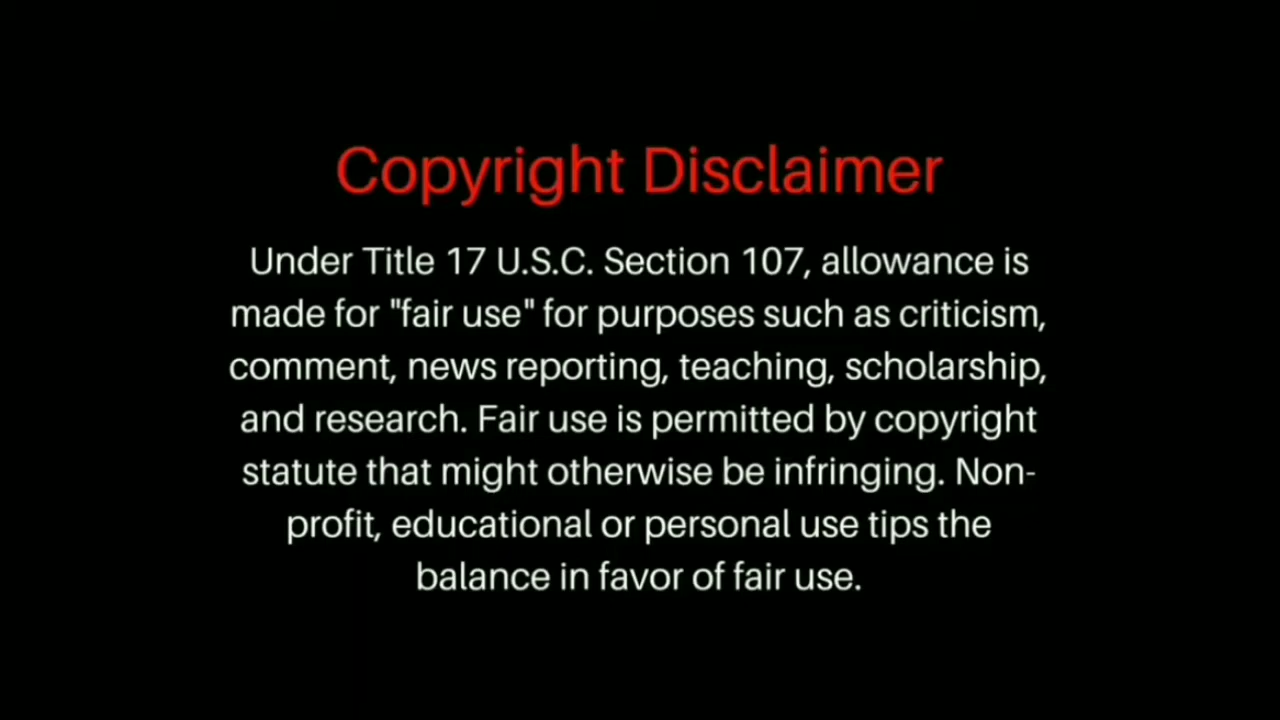 Copyright Disclaimer
Under Title 17 U.S.C. Section 107, allowance is
made for "fair use" for purposes such as criticism,
comment, news reporting, teaching, scholarship,
and research. Fair use is permitted by copyright
statute that might otherwise be infringing. Non-
profit, educational or personal use tips the
balance in favor of fair use.